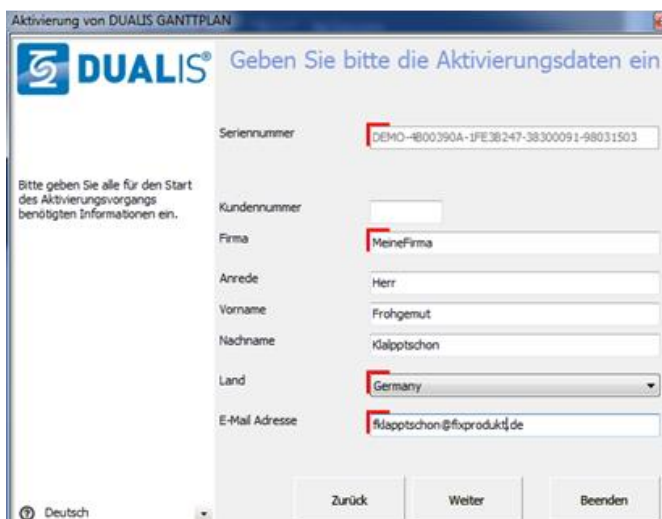 Aktivierung von DUALIS GANTTPLAN
DUALIS®
Geben Sie bitte die Aktivierungsdaten ein
Bitte geben Sie alle für den Start
des Aktivierungsvorgangs
benötigten Informationen ein.
Seriennummer
DEMO-4B00390A-1FE3B247-38300091-98031503
Kundennummer
Firma
MeineFirma
Anrede
Herr
Vorname
Frohgemut
Nachname
Klalpptschon
Land
Germany
E-Mail Adresse
fklapptschon@fixprodukt.de
Deutsch
Zurück
Weiter
Beenden